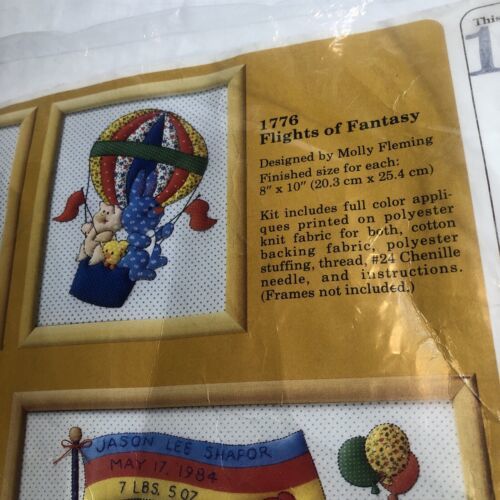 This
1
1776
Flights of Fantasy
Designed by Molly Fleming
Finished size for each:
8" x 10" (20.3 cm x 25.4 cm)
Kit includes full color appli-
ques printed on polyester
knit fabric for both, cotton
backing fabric, polyester
stuffing, thread, #24 Chenille
needle, and instructions.
(Frames not included.)
JASON LEE SHAFOR
MAY 17, 1984
7 LBS. 5 OZ.